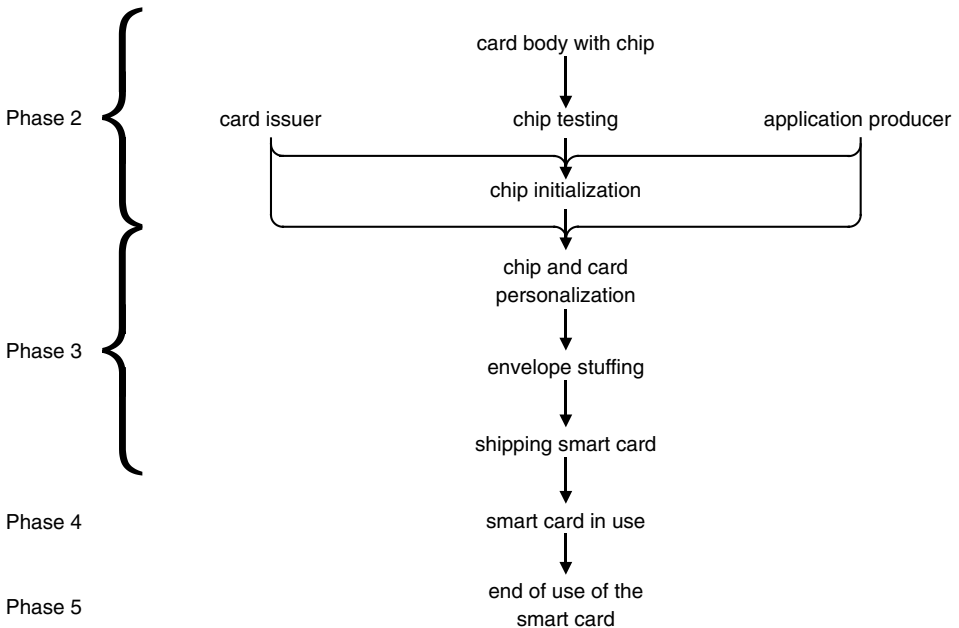 card body with chip
Phase 2
card issuer
chip testing
application producer
chip initialization
chip and card
personalization
Phase 3
envelope stuffing
shipping smart card
Phase 4
smart card in use
Phase 5
end of use of the
smart card